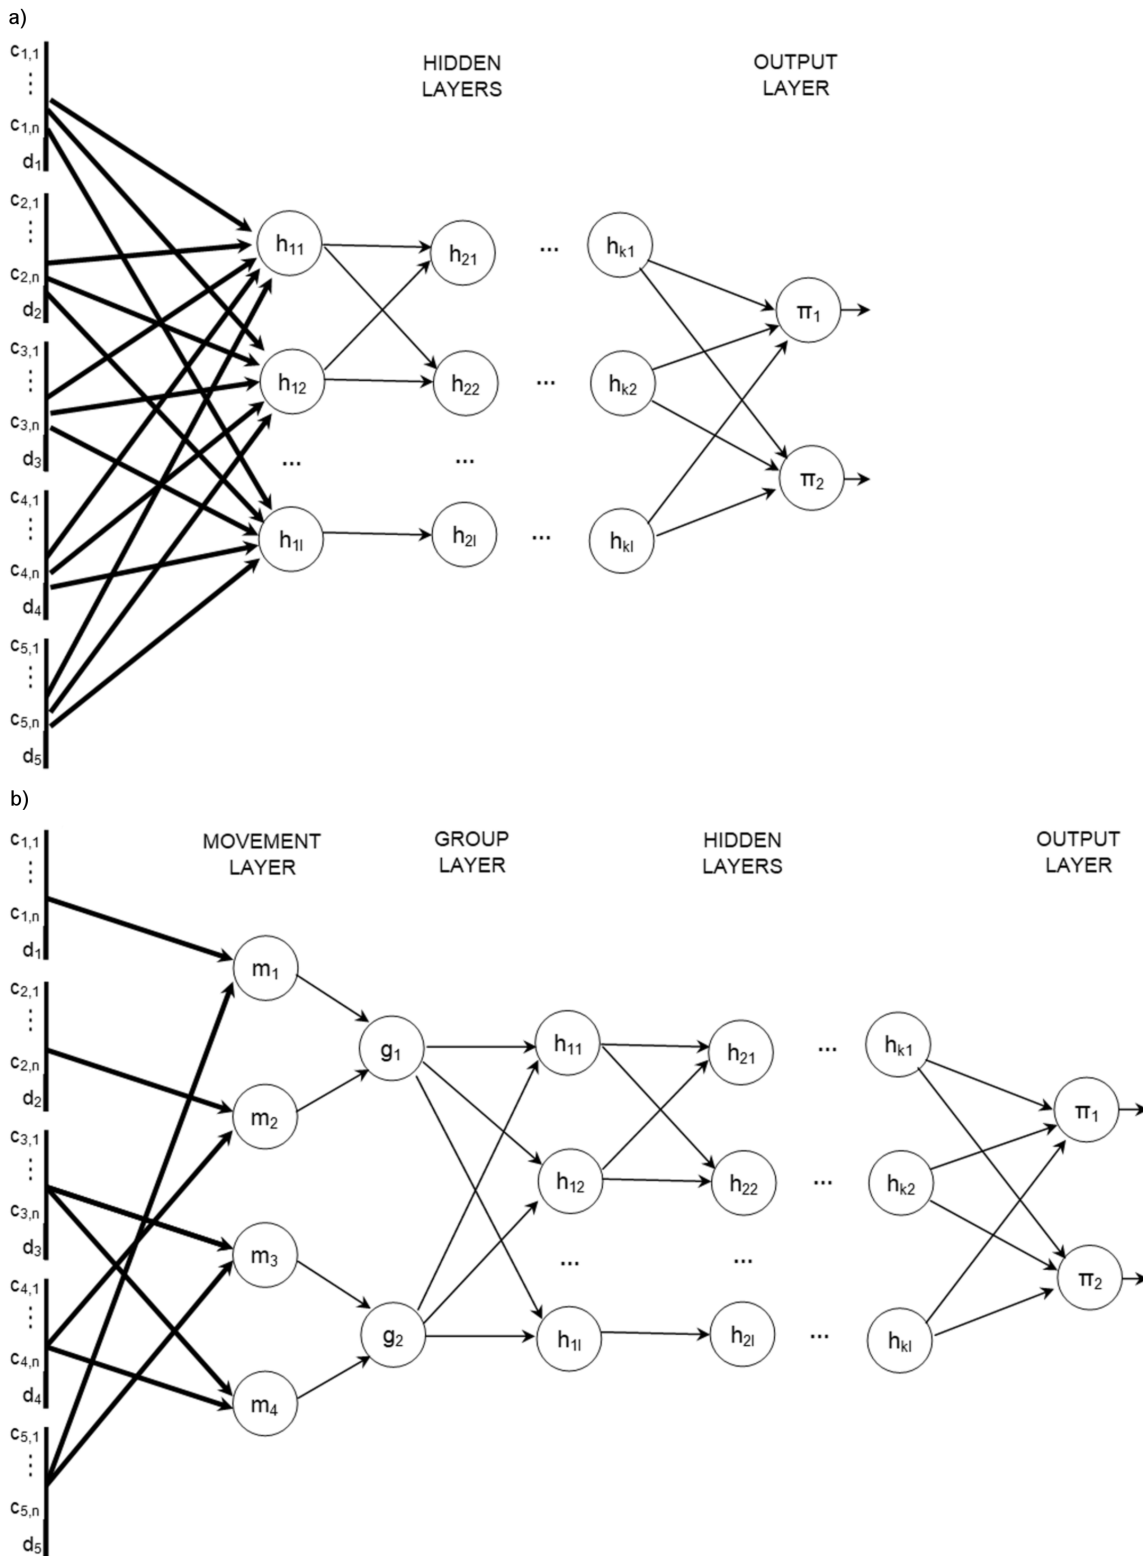 a)
c1,1
⋮
c1,n
d1
c2,1
⋮
c2,n
d2
c3,1
⋮
c3,n
d3
c4,1
⋮
c4,n
d4
c5,1
⋮
c5,n
d5
HIDDEN
LAYERS
OUTPUT
LAYER
h11
h12
...
h1l
h21
h22
...
h2l
...
...
...
hk1
hk2
hkl
π1
π2
b)
c1,1
⋮
c1,n
d1
c2,1
⋮
c2,n
d2
c3,1
⋮
c3,n
d3
c4,1
⋮
c4,n
d4
c5,1
⋮
c5,n
d5
MOVEMENT
LAYER
GROUP
LAYER
HIDDEN
LAYERS
OUTPUT
LAYER
m1
m2
m3
m4
g1
g2
h11
h12
...
h1l
h21
h22
...
h2l
...
...
...
hk1
hk2
hkl
π1
π2